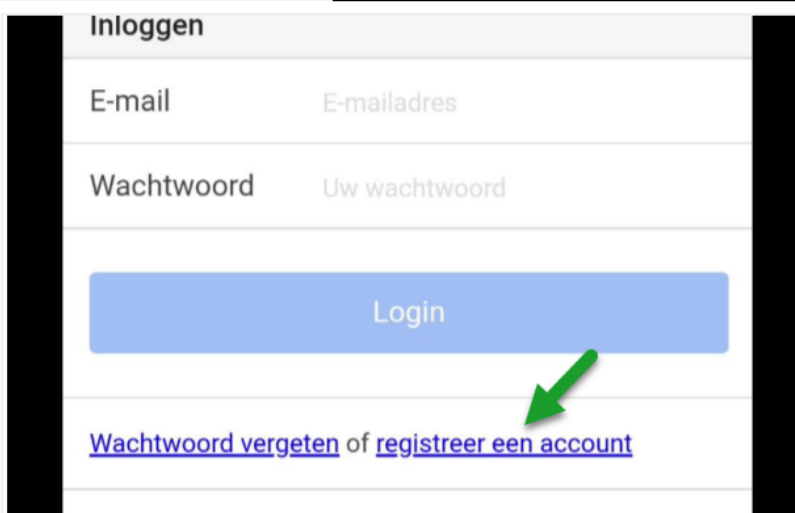 Inloggen
E-mail E-mailadres
Wachtwoord Uw wachtwoord
Login
Wachtwoord vergeten of registreer een account